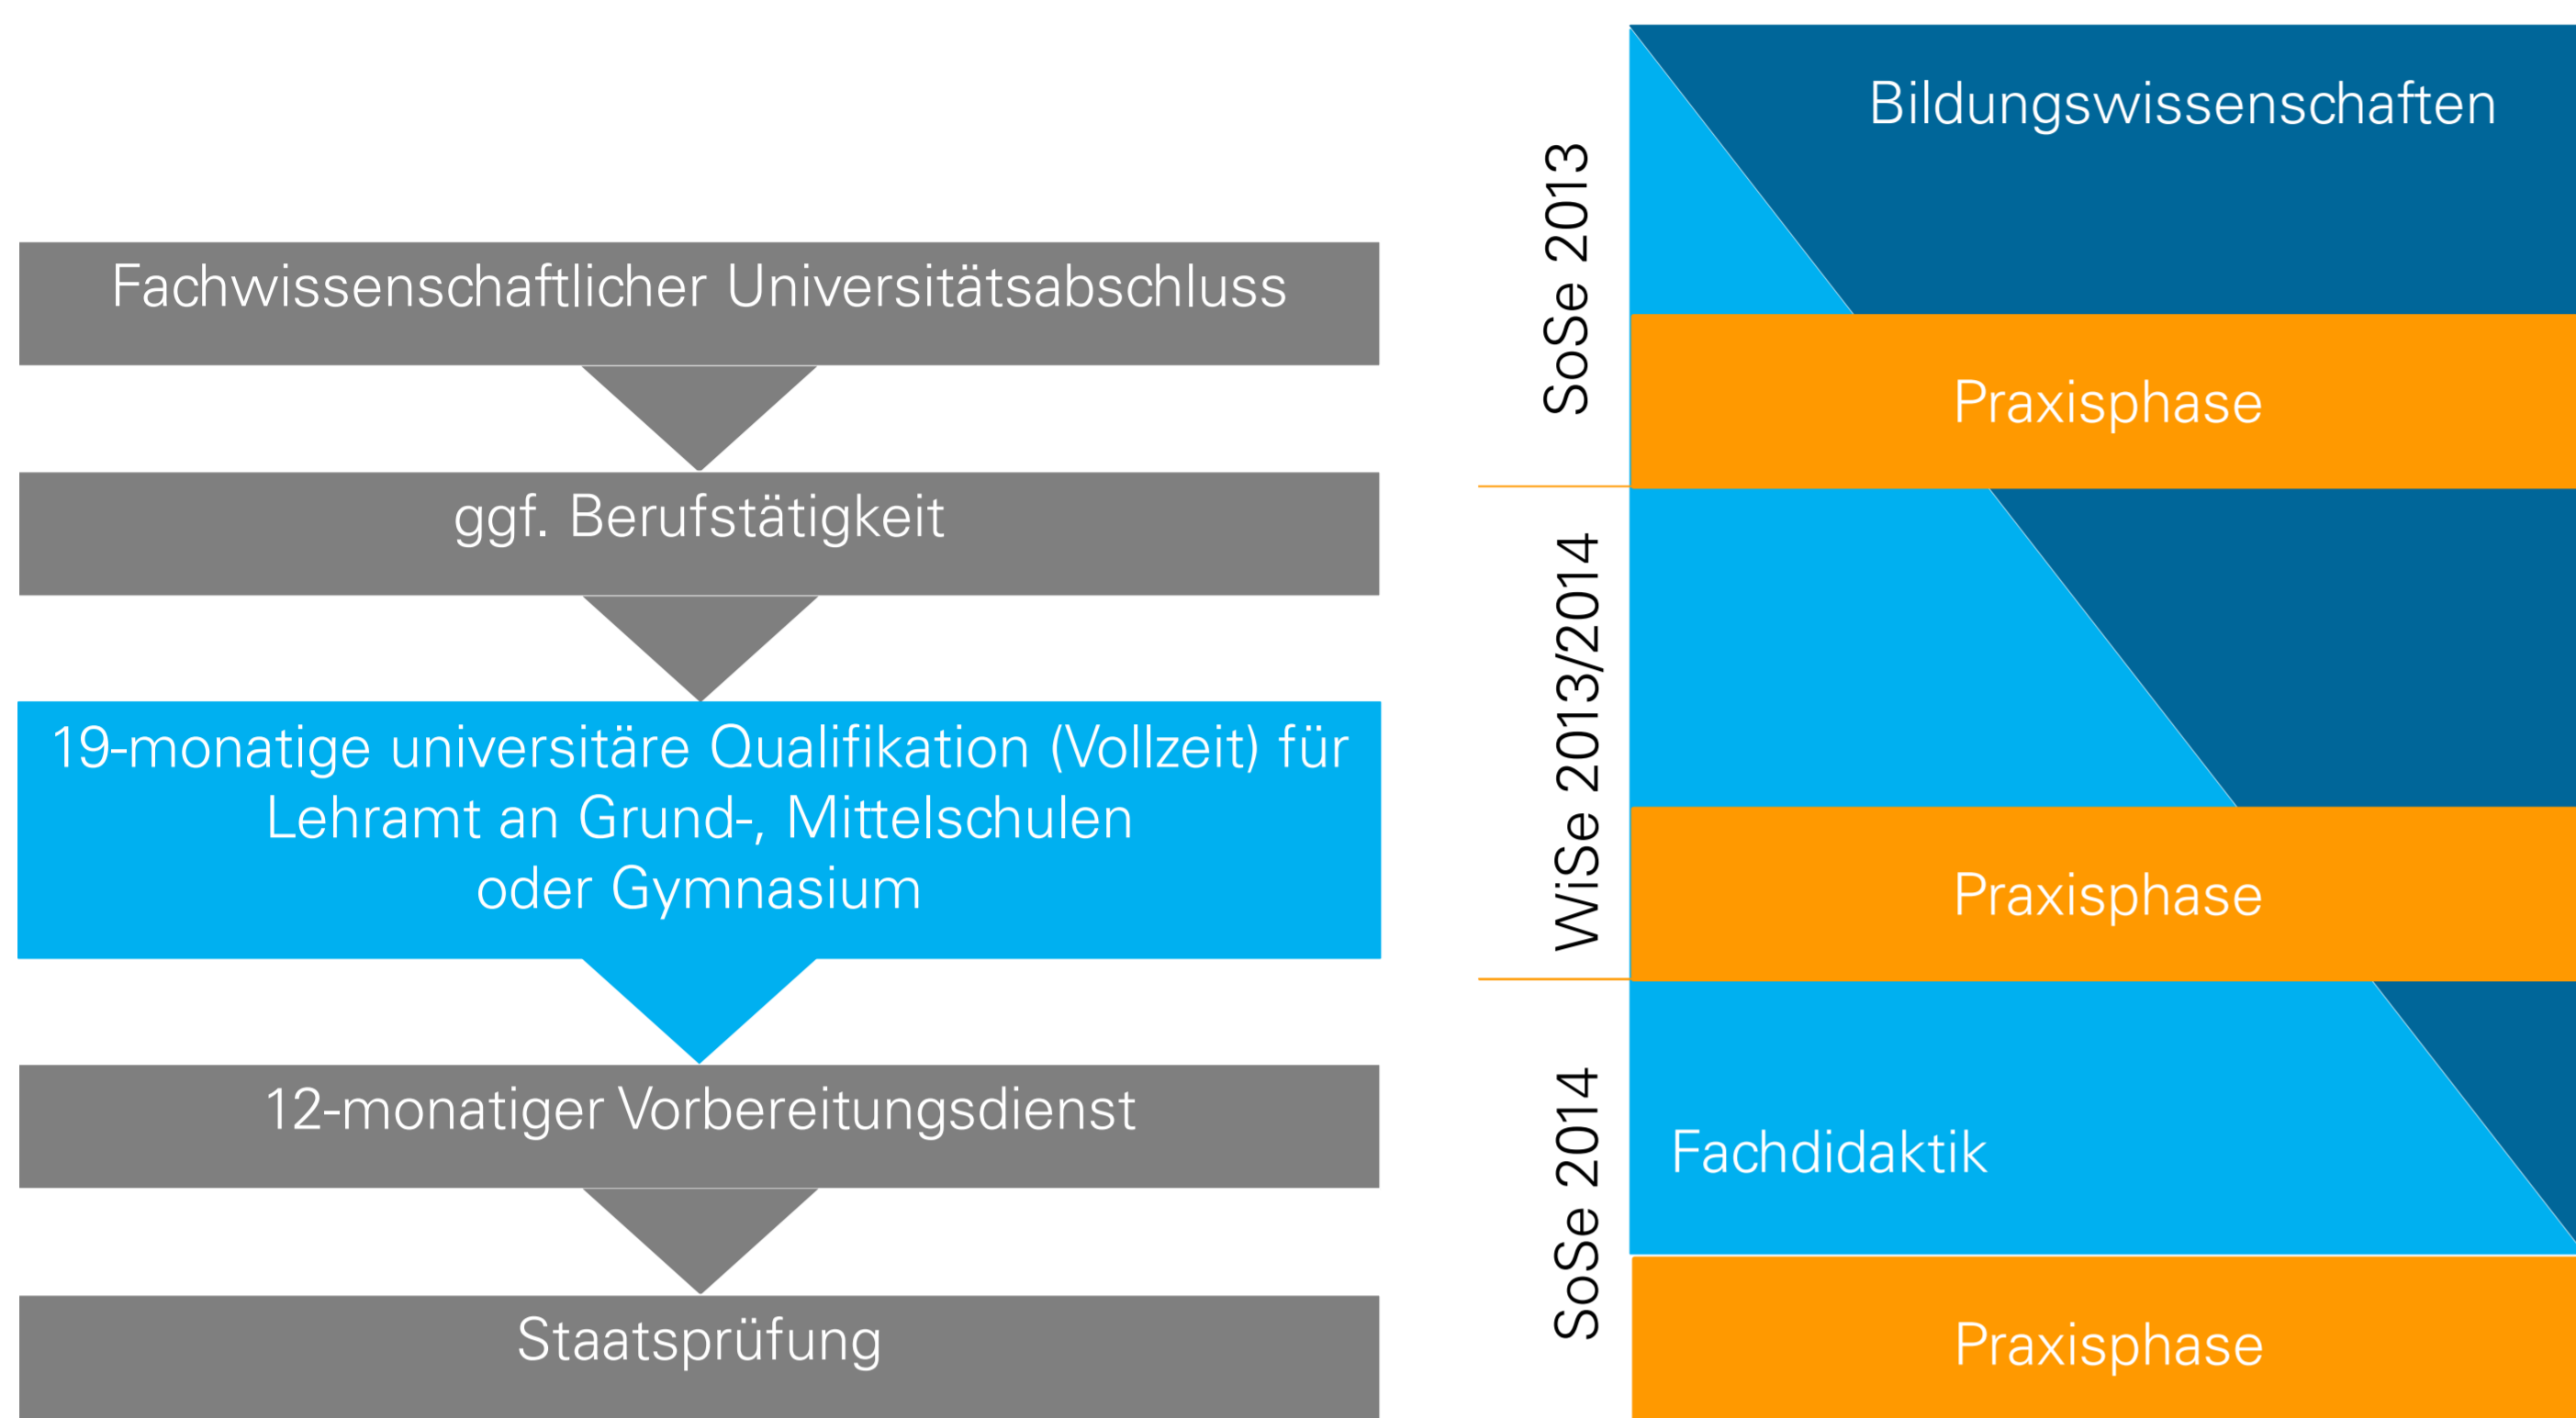 Fachwissenschaftlicher Universitätsabschluss
ggf. Berufstätigkeit
19-monatige universitäre Qualifikation (Vollzeit) für
Lehramt an Grund-, Mittelschulen
oder Gymnasium
12-monatiger Vorbereitungsdienst
Staatsprüfung
SoSe 2013
Bildungswissenschaften
Praxisphase
WiSe 2013/2014
Praxisphase
SoSe 2014
Fachdidaktik
Praxisphase